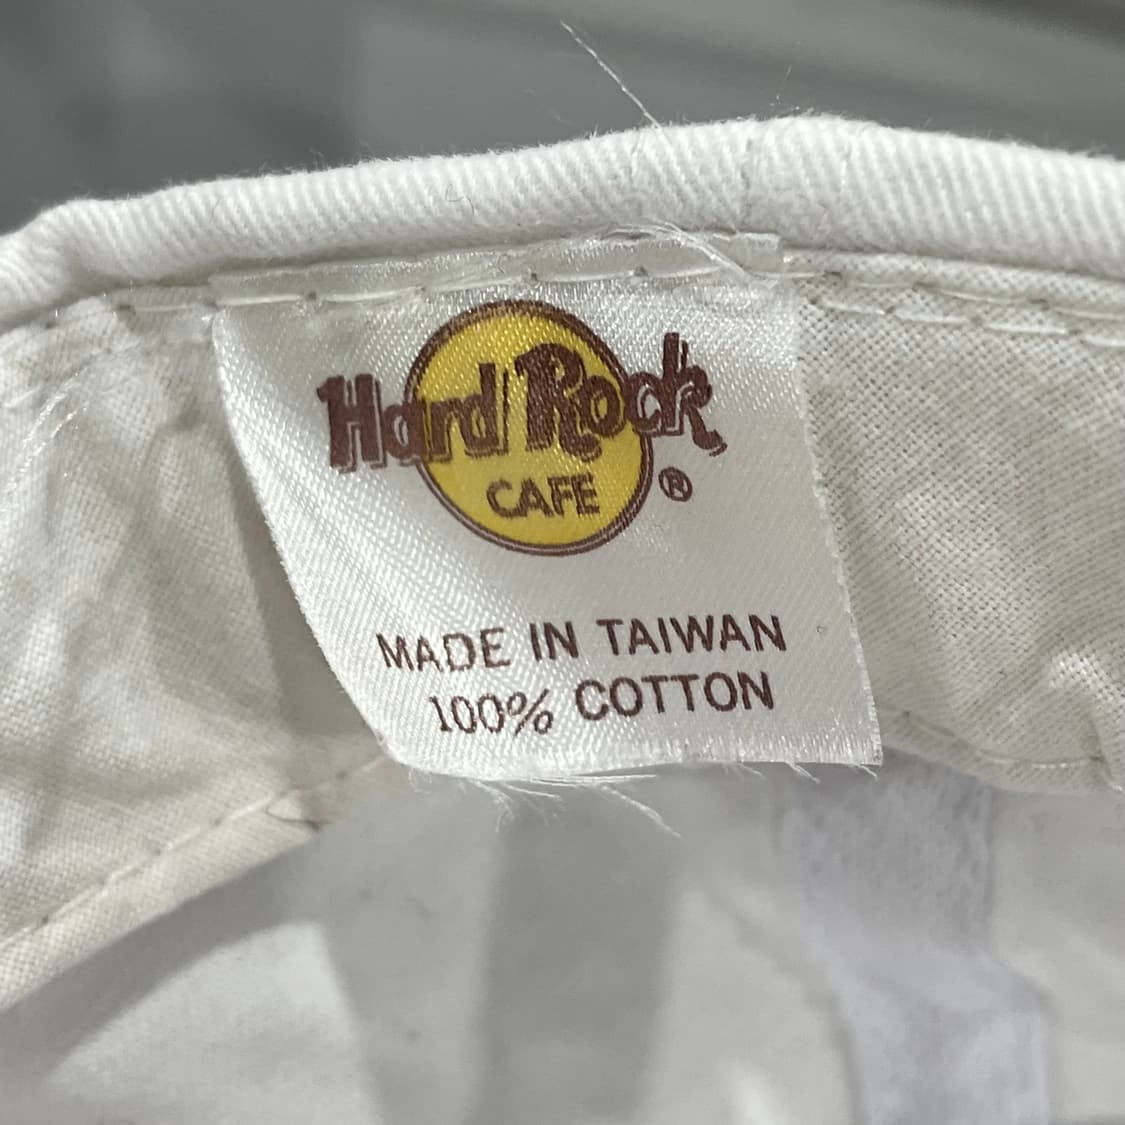 Hard Rock
CAFE ®
MADE IN TAIWAN
100% COTTON